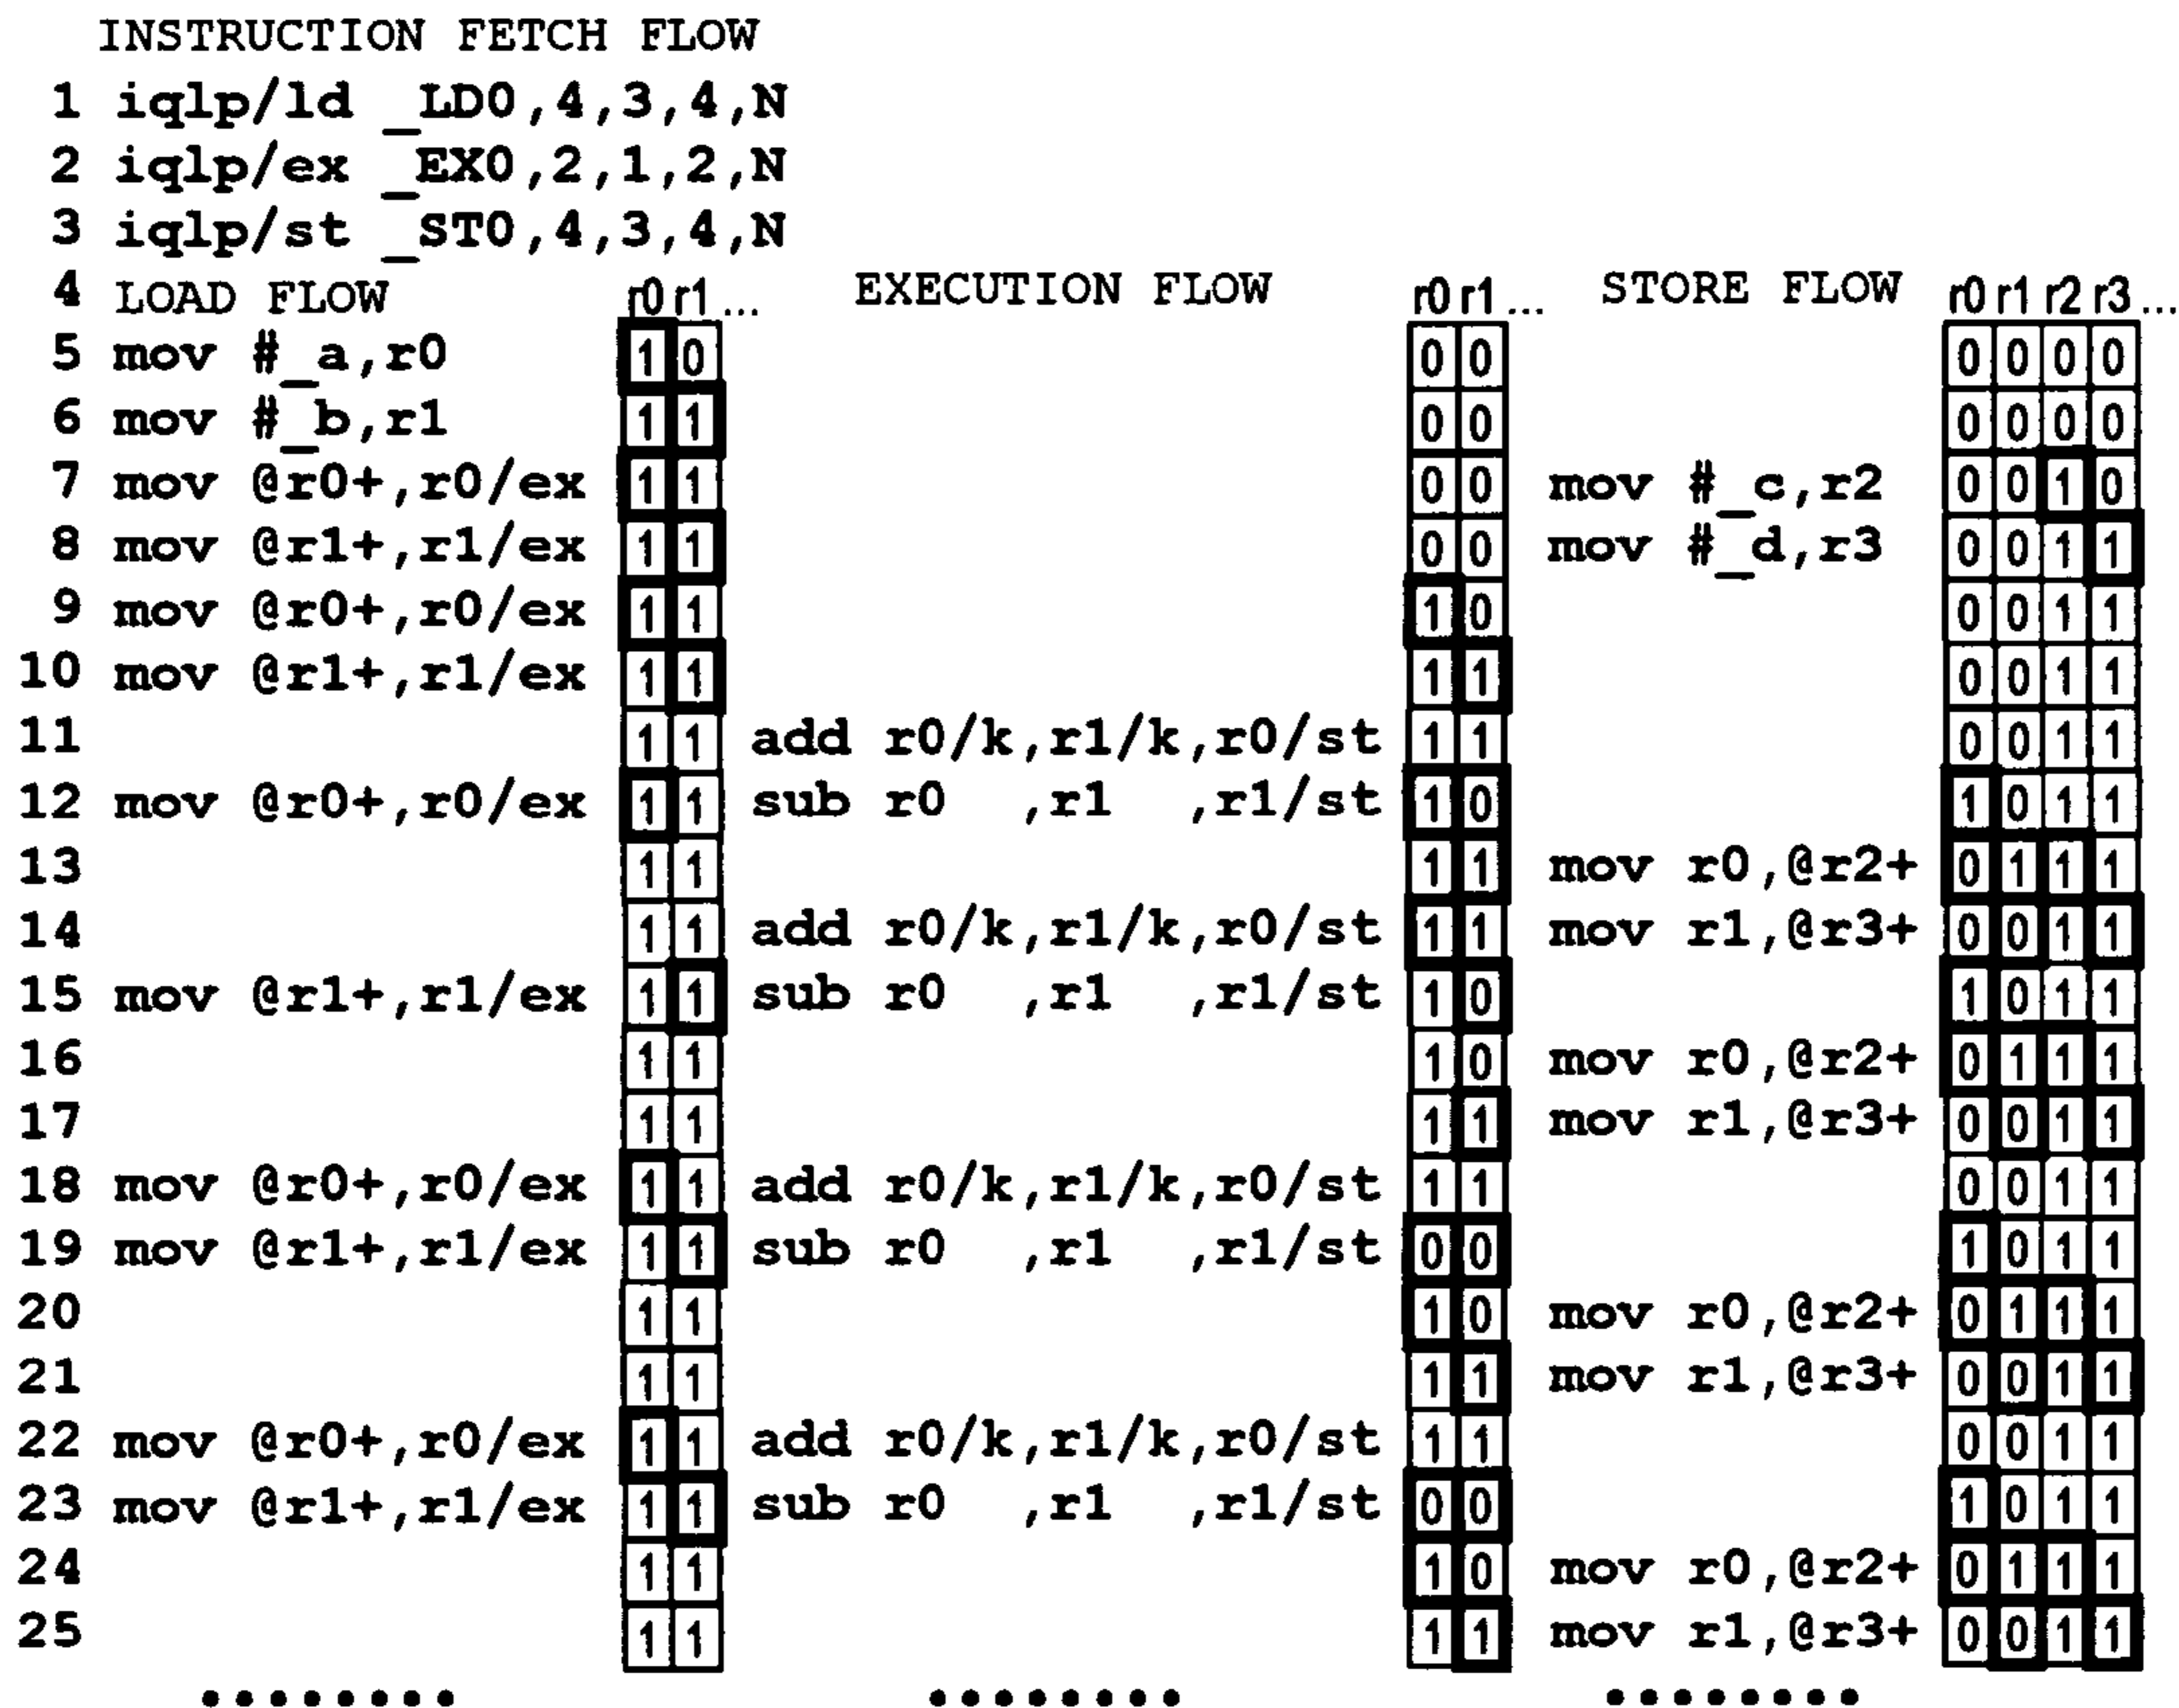 INSTRUCTION FETCH FLOW
1 iqlp/ld _LD0,4,3,4,N
2 iqlp/ex _EX0,2,1,2,N
3 iqlp/st _ST0,4,3,4,N
4 LOAD FLOW r0 r1 ... EXECUTION FLOW r0 r1 ... STORE FLOW r0 r1 r2 r3 ...
5 mov #_a,r0 1 0 0 0 0 0 0 0
6 mov #_b,r1 1 1 0 0 0 0 0 0
7 mov @r0+,r0/ex 1 1 0 0 mov #_c,r2 0 0 1 0
8 mov @r1+,r1/ex 1 1 0 0 mov #_d,r3 0 0 1 1
9 mov @r0+,r0/ex 1 1 1 0 0 0 1 1
10 mov @r1+,r1/ex 1 1 1 1 0 0 1 1
11 1 1 add r0/k,r1/k,r0/st 1 1 0 0 1 1
12 mov @r0+,r0/ex 1 1 sub r0 ,r1 ,r1/st 1 0 1 0 1 1
13 1 1 1 1 mov r0,@r2+ 0 1 1 1
14 1 1 add r0/k,r1/k,r0/st 1 1 mov r1,@r3+ 0 0 1 1
15 mov @r1+,r1/ex 1 1 sub r0 ,r1 ,r1/st 1 0 1 0 1 1
16 1 1 1 0 mov r0,@r2+ 0 1 1 1
17 1 1 1 1 mov r1,@r3+ 0 0 1 1
18 mov @r0+,r0/ex 1 1 add r0/k,r1/k,r0/st 1 1 0 0 1 1
19 mov @r1+,r1/ex 1 1 sub r0 ,r1 ,r1/st 0 0 1 0 1 1
20 1 1 1 0 mov r0,@r2+ 0 1 1 1
21 1 1 1 1 mov r1,@r3+ 0 0 1 1
22 mov @r0+,r0/ex 1 1 add r0/k,r1/k,r0/st 1 1 0 0 1 1
23 mov @r1+,r1/ex 1 1 sub r0 ,r1 ,r1/st 0 0 1 0 1 1
24 1 1 1 0 mov r0,@r2+ 0 1 1 1
25 1 1 1 1 mov r1,@r3+ 0 0 1 1
........ ........ ........